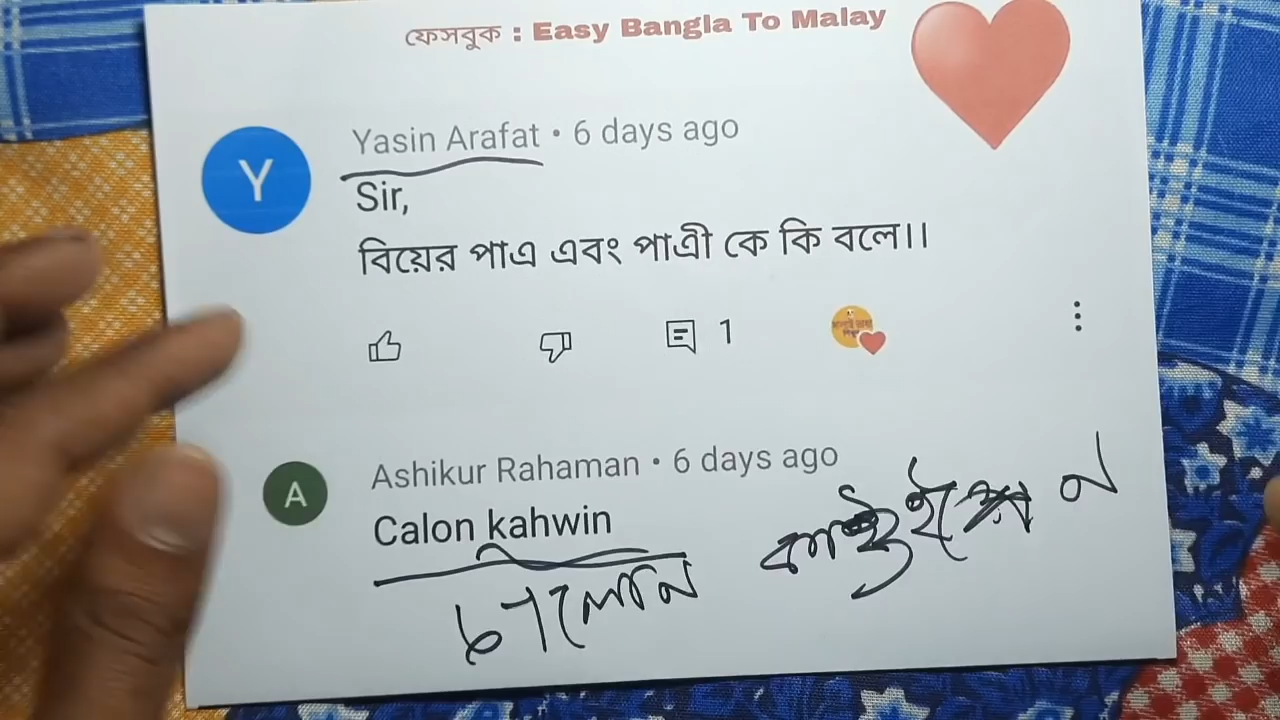 ফেসবুক : Easy Bangla To Malay
Y
Yasin Arafat • 6 days ago
Sir,
বিয়ের পাএ এবং পাত্রী কে কি বলে।।
1
A
Ashikur Rahaman • 6 days ago
Calon kahwin
চালোন